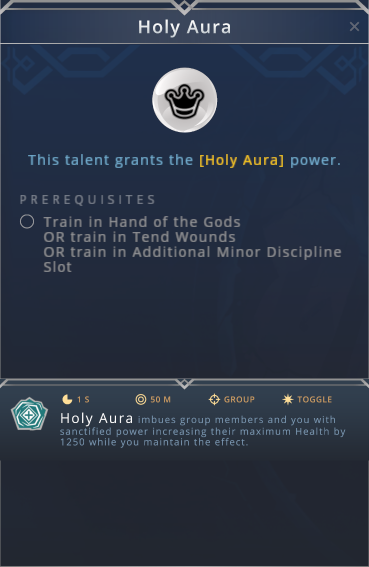 Holy Aura
This talent grants the [Holy Aura] power.
PREREQUISITES
Train in Hand of the Gods
OR train in Tend Wounds
OR train in Additional Minor Discipline
Slot
1 S 50 M GROUP TOGGLE
Holy Aura imbues group members and you with
sanctified power increasing their maximum Health by
1250 while you maintain the effect.